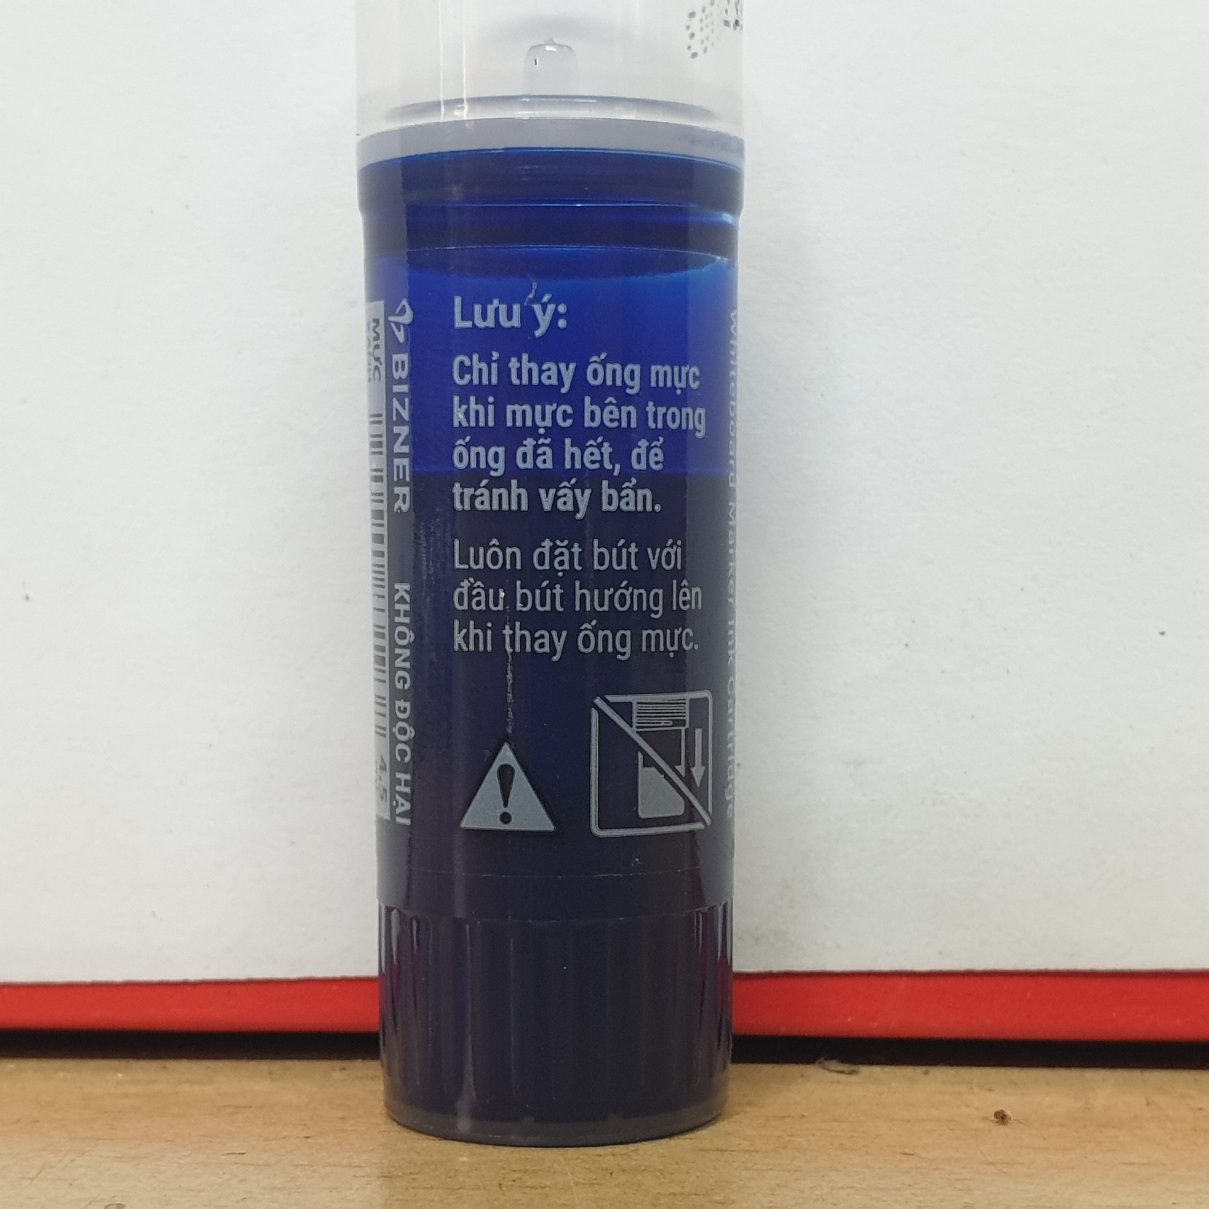 Lưu ý:
Chỉ thay ống mực
khi mực bên trong
ống đã hết, để
tránh vấy bẩn.
Luôn đặt bút với
đầu bút hướng lên
khi thay ống mực.
BIZNER
KHÔNG ĐỘC HẠI
MỰC
Whiteboard Marker Ink Cartridge